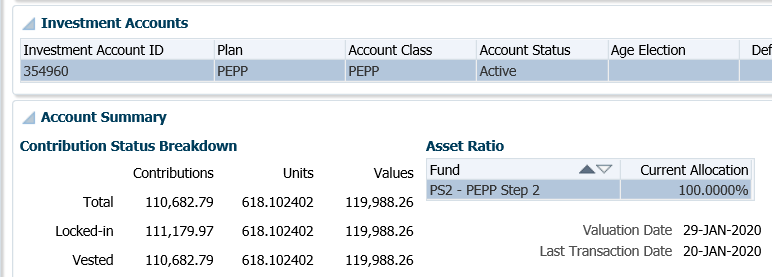 Investment Accounts
Investment Account ID Plan Account Class Account Status Age Election Def
354960 PEPP PEPP Active
Account Summary
Contribution Status Breakdown
Contributions Units Values
Total 110,682.79 618.102402 119,988.26
Locked-in 111,179.97 618.102402 119,988.26
Vested 110,682.79 618.102402 119,988.26
Asset Ratio
Fund Current Allocation
PS2 - PEPP Step 2 100.0000%
Valuation Date 29-JAN-2020
Last Transaction Date 20-JAN-2020